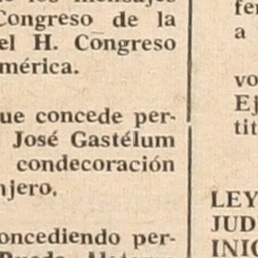 Congreso de la
el H. Congreso
mérica.
ue concede per-
José Gastélum
condecoración
njero.
oncediendo per-
fe
a
vo
Ej
tit
LEY
JUD
INIC